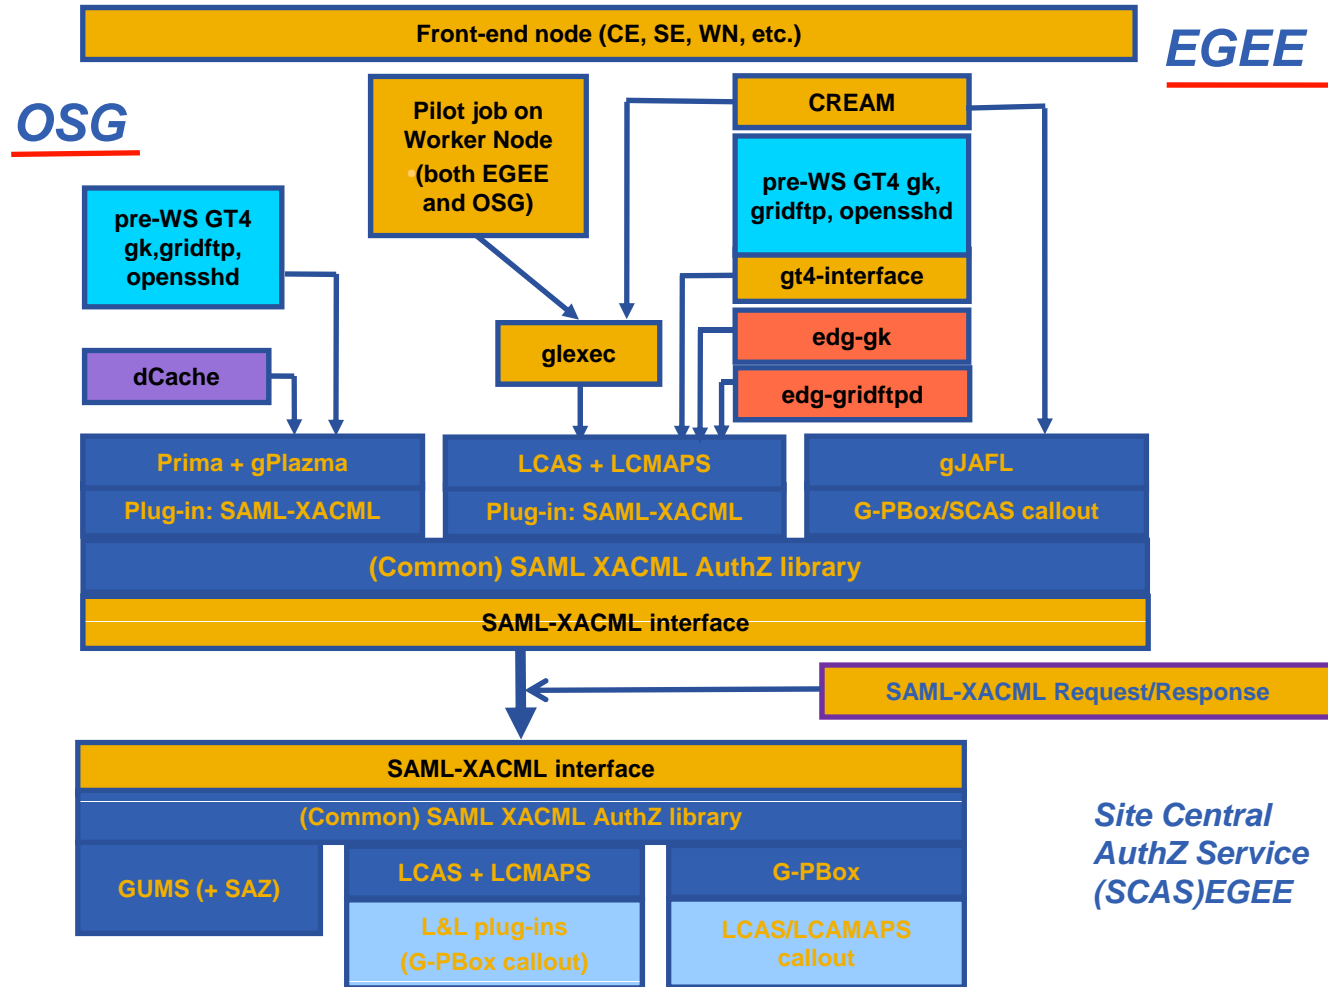 Front-end node (CE, SE, WN, etc.)
EGEE
OSG
Pilot job on
Worker Node
•(both EGEE
and OSG)
CREAM
pre-WS GT4 gk,
gridftp, opensshd
gt4-interface
edg-gk
edg-gridftpd
pre-WS GT4
gk,gridftp,
opensshd
dCache
glexec
Prima + gPlazma
Plug-in: SAML-XACML
LCAS + LCMAPS
Plug-in: SAML-XACML
gJAFL
G-PBox/SCAS callout
(Common) SAML XACML AuthZ library
SAML-XACML interface
SAML-XACML Request/Response
SAML-XACML interface
(Common) SAML XACML AuthZ library
GUMS (+ SAZ)
LCAS + LCMAPS
L&L plug-ins
(G-PBox callout)
G-PBox
LCAS/LCAMAPS
callout
Site Central
AuthZ Service
(SCAS)EGEE